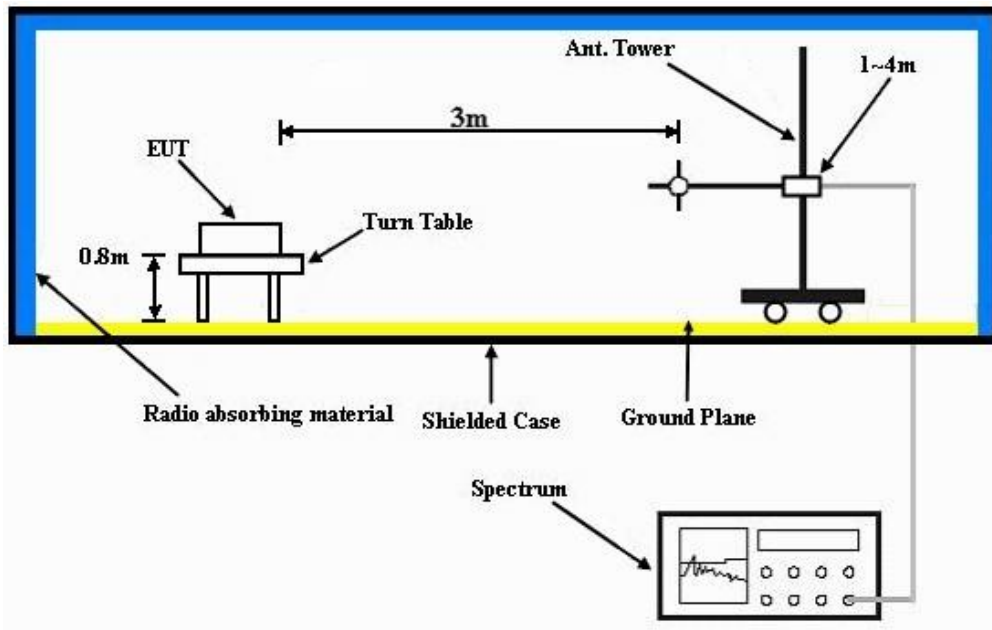 Ant. Tower
1~4m
3m
EUT
Turn Table
0.8m
Radio absorbing material
Shielded Case
Ground Plane
Spectrum